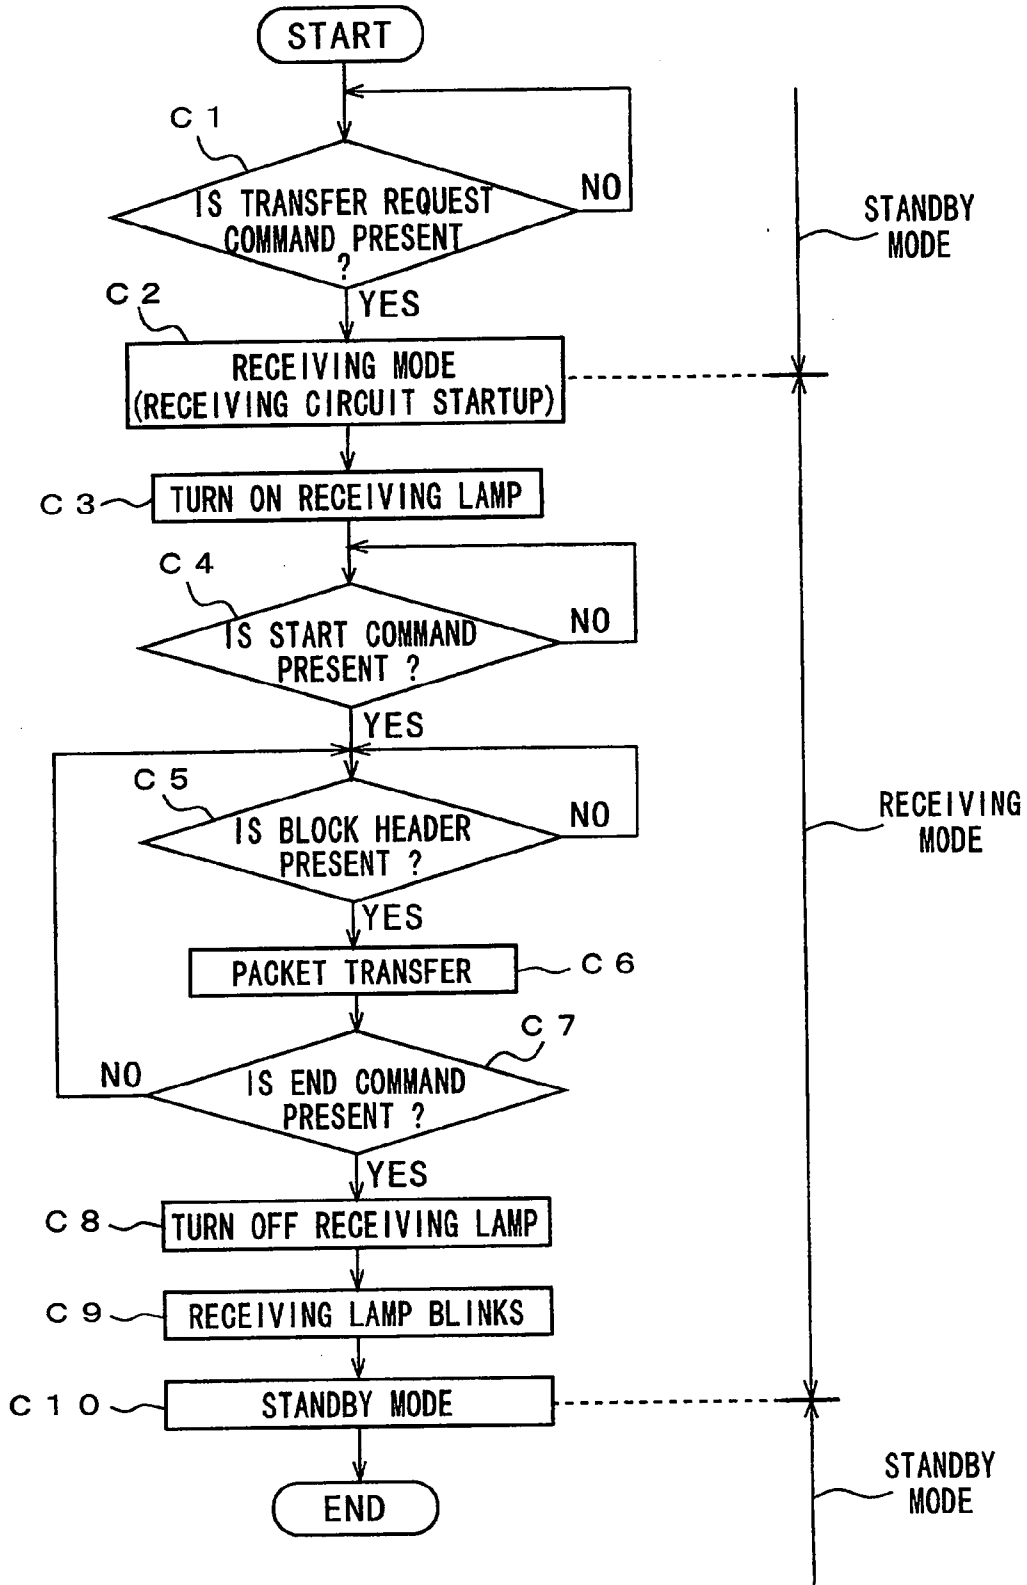 START
C 1
IS TRANSFER REQUEST
COMMAND PRESENT
?
NO
STANDBY
MODE
YES
C 2
RECEIVING MODE
(RECEIVING CIRCUIT STARTUP)
C 3
TURN ON RECEIVING LAMP
C 4
IS START COMMAND
PRESENT ?
NO
YES
C 5
IS BLOCK HEADER
PRESENT ?
NO
RECEIVING
MODE
YES
PACKET TRANSFER
C 6
C 7
IS END COMMAND
PRESENT ?
NO
YES
C 8
TURN OFF RECEIVING LAMP
C 9
RECEIVING LAMP BLINKS
C 1 0
STANDBY MODE
STANDBY
MODE
END